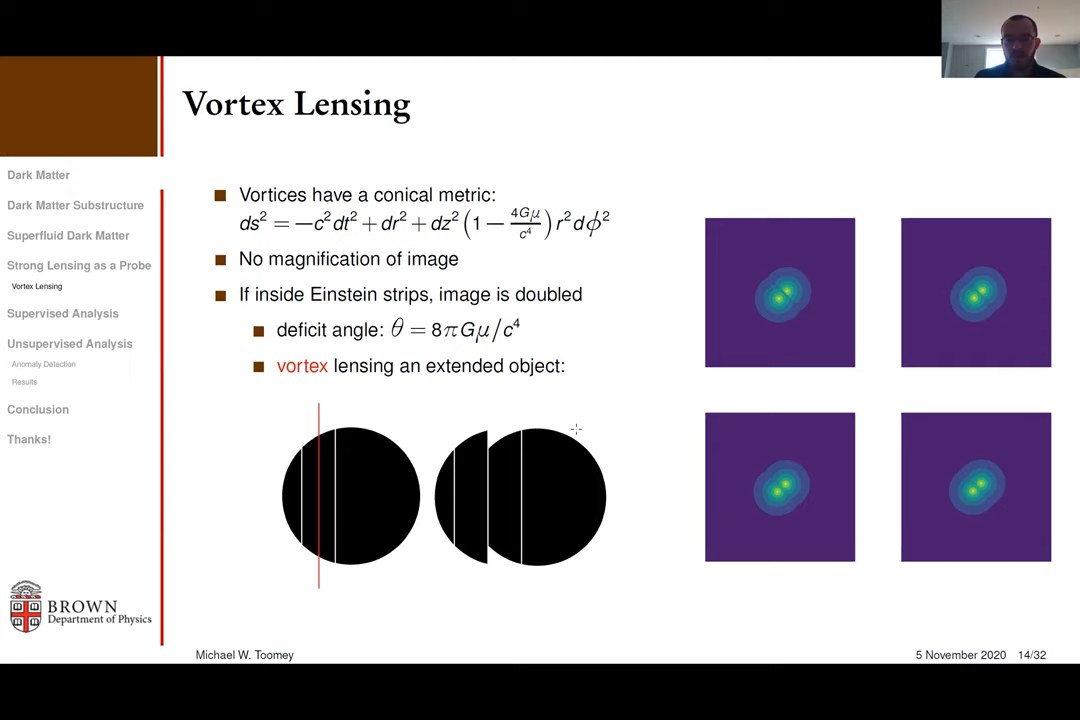 Vortex Lensing
Dark Matter
Dark Matter Substructure
Superfluid Dark Matter
Strong Lensing as a Probe
Vortex Lensing
Supervised Analysis
Unsupervised Analysis
Anomaly Detection
Results
Conclusion
Thanks!
■ Vortices have a conical metric:
ds² = −c²dt² + dr² + dz² (1 − 4Gμ/c⁴) r²dϕ²
■ No magnification of image
■ If inside Einstein strips, image is doubled
■ deficit angle: θ = 8πGμ/c⁴
■ vortex lensing an extended object:
BROWN
Department of Physics
Michael W. Toomey
5 November 2020 14/32